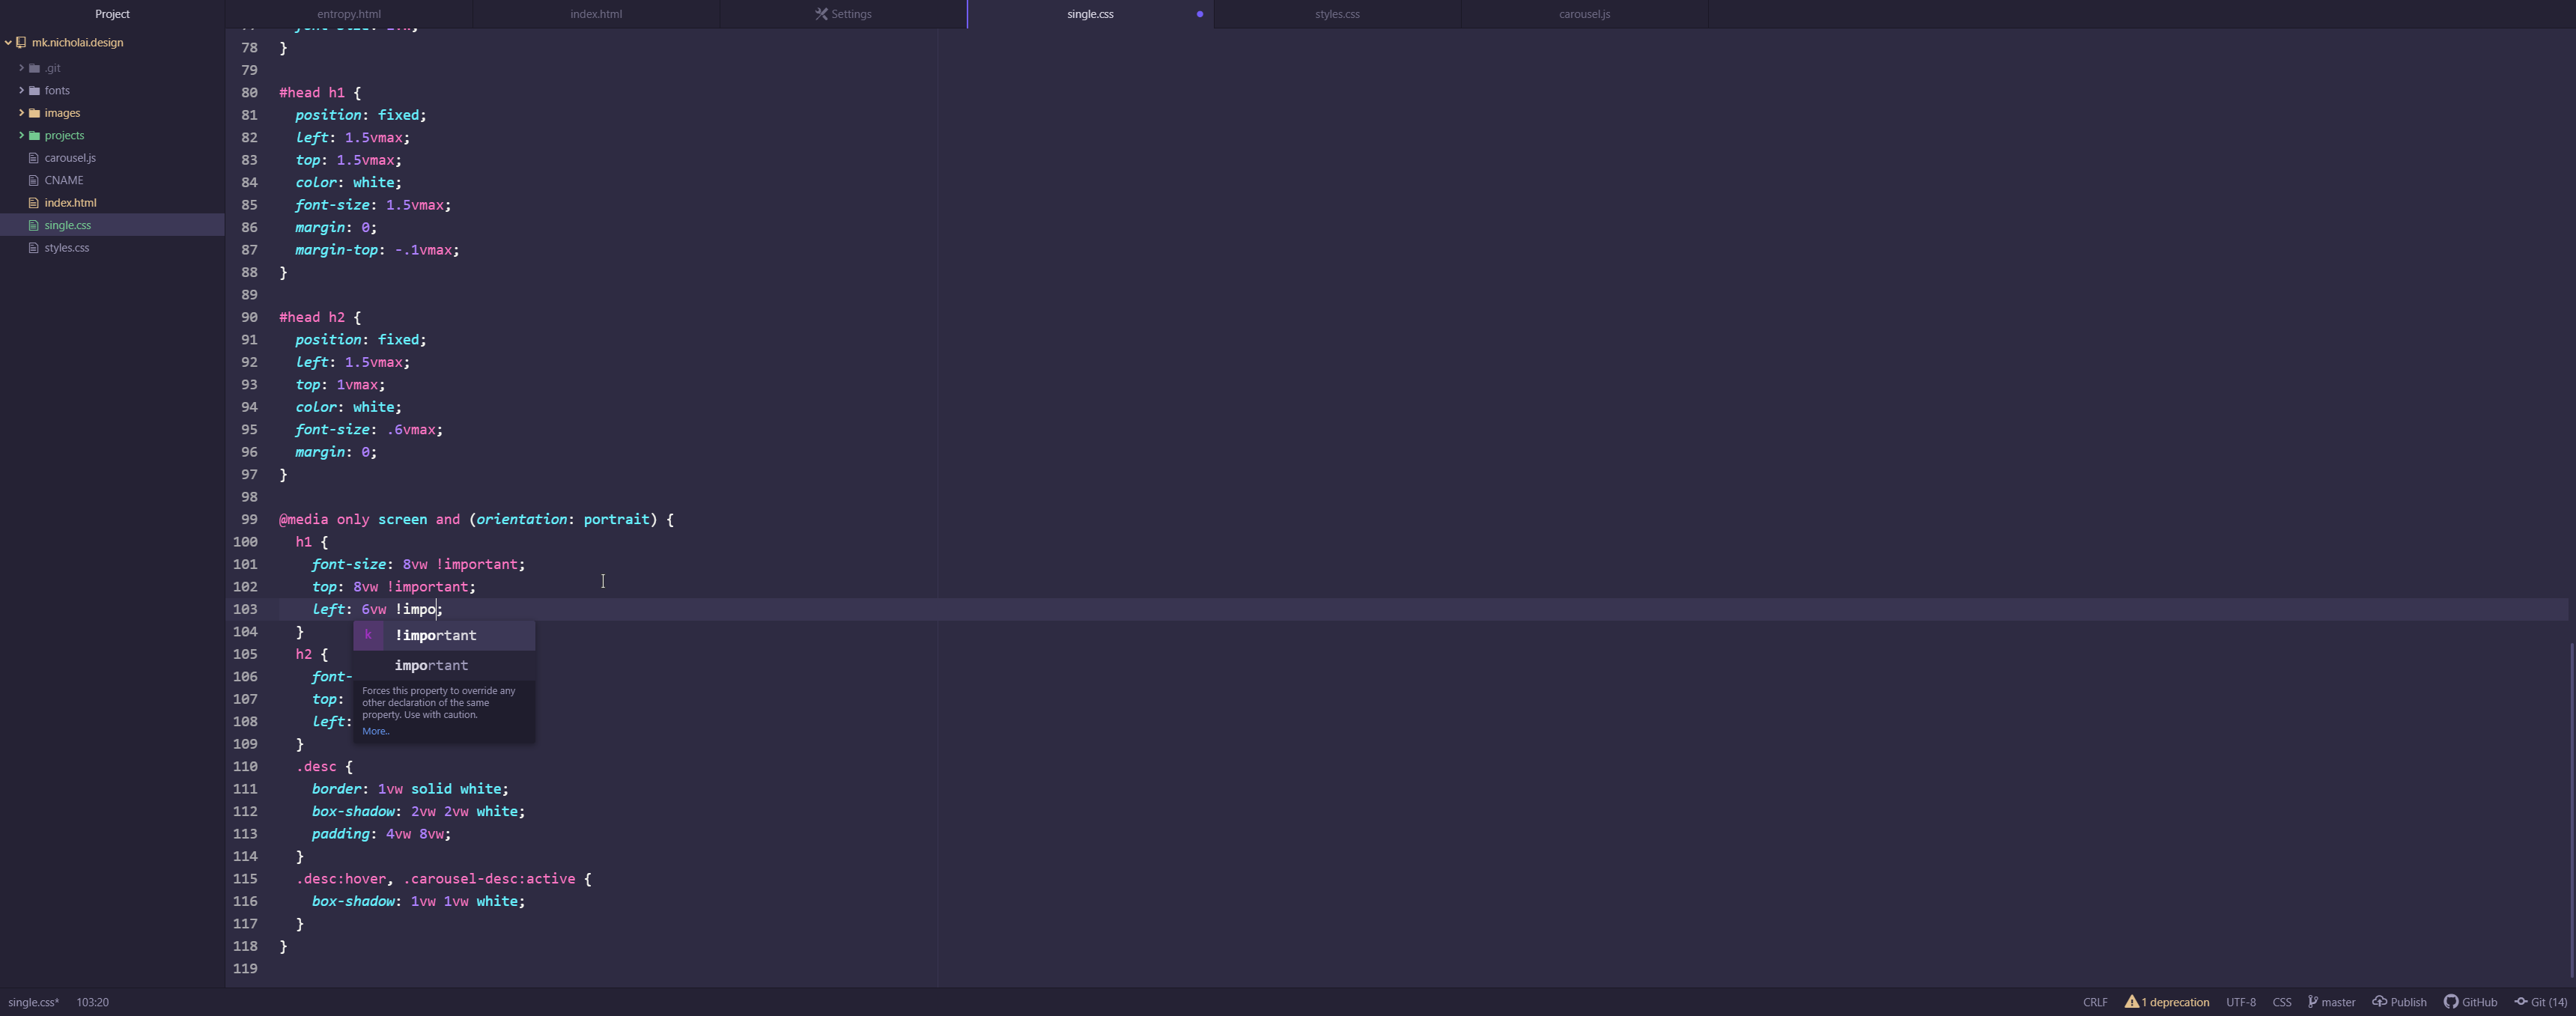 Project
entropy.html
index.html
Settings
single.css
styles.css
carousel.js
mk.nicholai.design
.git
fonts
images
projects
carousel.js
CNAME
index.html
single.css
styles.css
78 }
79
80 #head h1 {
81 position: fixed;
82 left: 1.5vmax;
83 top: 1.5vmax;
84 color: white;
85 font-size: 1.5vmax;
86 margin: 0;
87 margin-top: -.1vmax;
88 }
89
90 #head h2 {
91 position: fixed;
92 left: 1.5vmax;
93 top: 1vmax;
94 color: white;
95 font-size: .6vmax;
96 margin: 0;
97 }
98
99 @media only screen and (orientation: portrait) {
100 h1 {
101 font-size: 8vw !important;
102 top: 8vw !important;
103 left: 6vw !impo;
104 }
105 h2 {
106 font-
107 top:
108 left:
109 }
110 .desc {
111 border: 1vw solid white;
112 box-shadow: 2vw 2vw white;
113 padding: 4vw 8vw;
114 }
115 .desc:hover, .carousel-desc:active {
116 box-shadow: 1vw 1vw white;
117 }
118 }
119
k !important
important
Forces this property to override any
other declaration of the same
property. Use with caution.
More..
single.css* 103:20
CRLF 1 deprecation UTF-8 CSS master Publish GitHub Git (14)